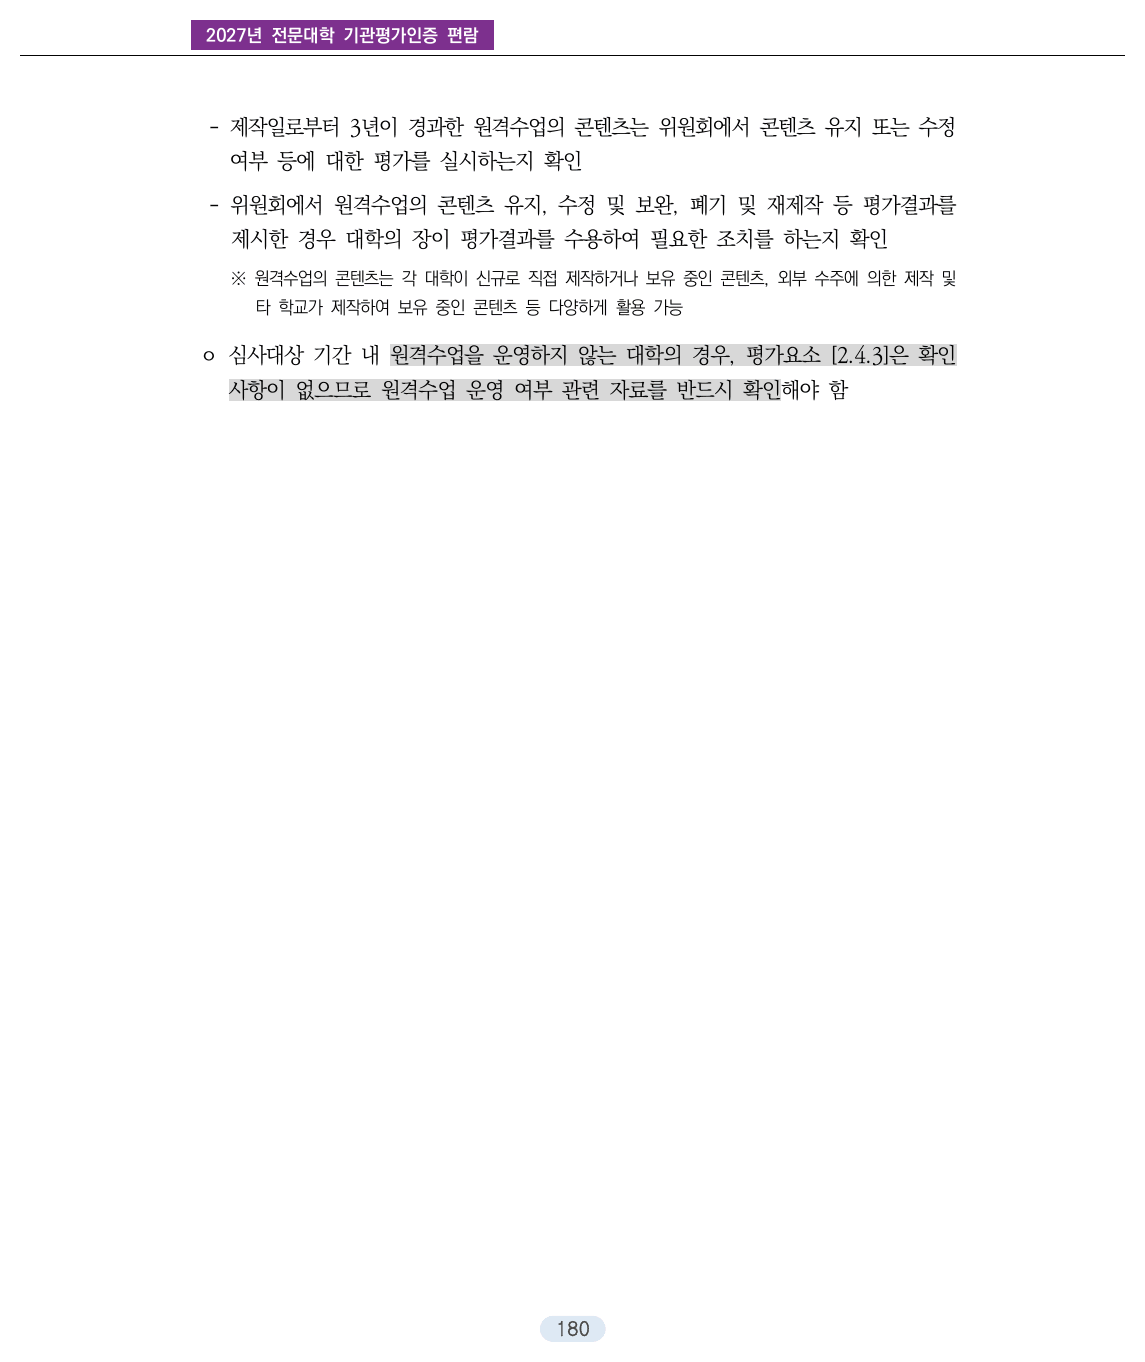 2027년 전문대학 기관평가인증 편람
- 제작일로부터 3년이 경과한 원격수업의 콘텐츠는 위원회에서 콘텐츠 유지 또는 수정
여부 등에 대한 평가를 실시하는지 확인
- 위원회에서 원격수업의 콘텐츠 유지, 수정 및 보완, 폐기 및 재제작 등 평가결과를
제시한 경우 대학의 장이 평가결과를 수용하여 필요한 조치를 하는지 확인
※ 원격수업의 콘텐츠는 각 대학이 신규로 직접 제작하거나 보유 중인 콘텐츠, 외부 수주에 의한 제작 및
타 학교가 제작하여 보유 중인 콘텐츠 등 다양하게 활용 가능
o 심사대상 기간 내 원격수업을 운영하지 않는 대학의 경우, 평가요소 [2.4.3]은 확인
사항이 없으므로 원격수업 운영 여부 관련 자료를 반드시 확인해야 함
180